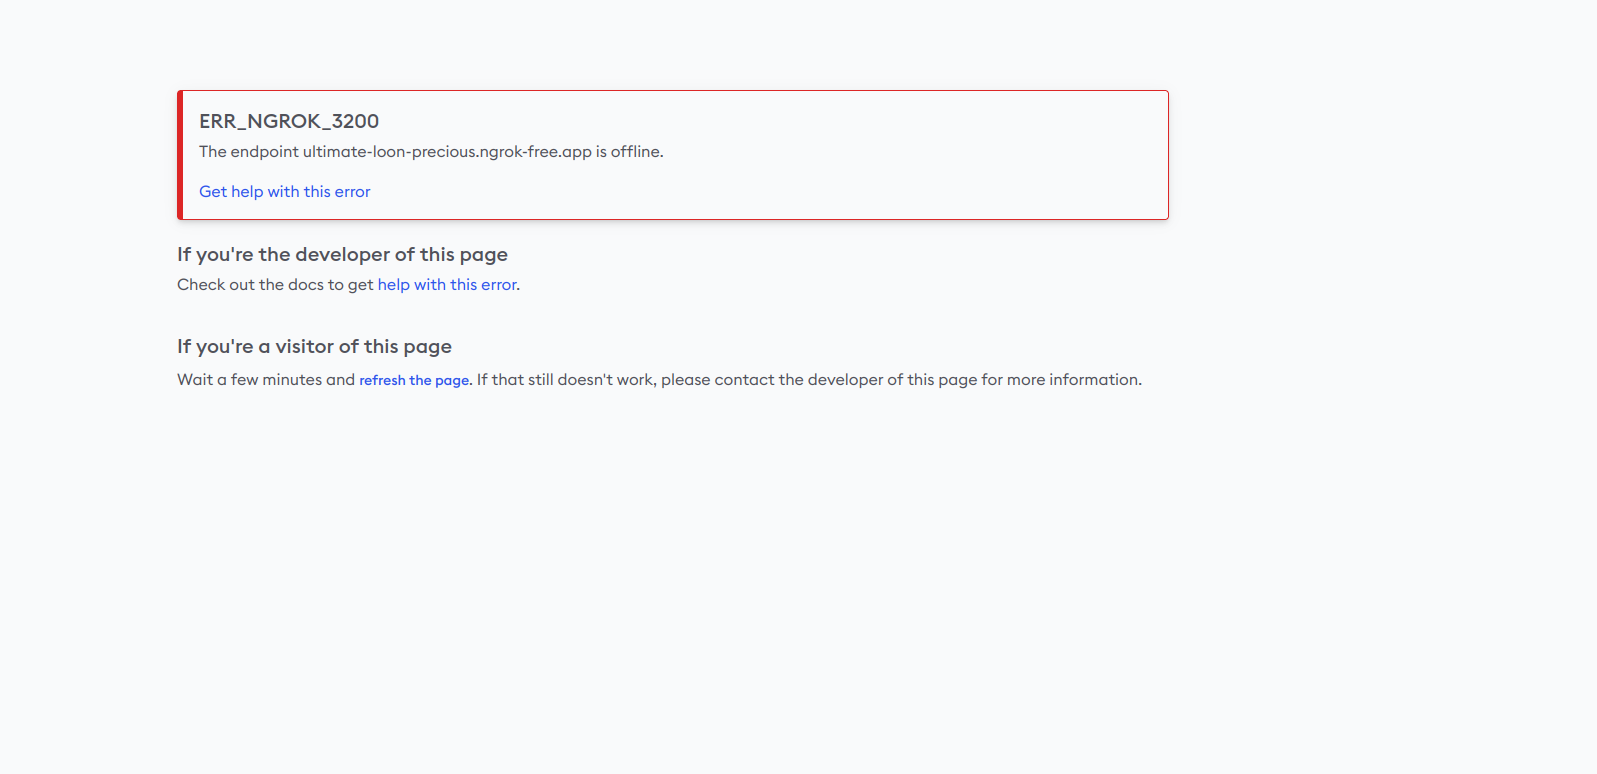 ERR_NGROK_3200
The endpoint ultimate-loon-precious.ngrok-free.app is offline.
Get help with this error
If you're the developer of this page
Check out the docs to get help with this error.
If you're a visitor of this page
Wait a few minutes and refresh the page. If that still doesn't work, please contact the developer of this page for more information.